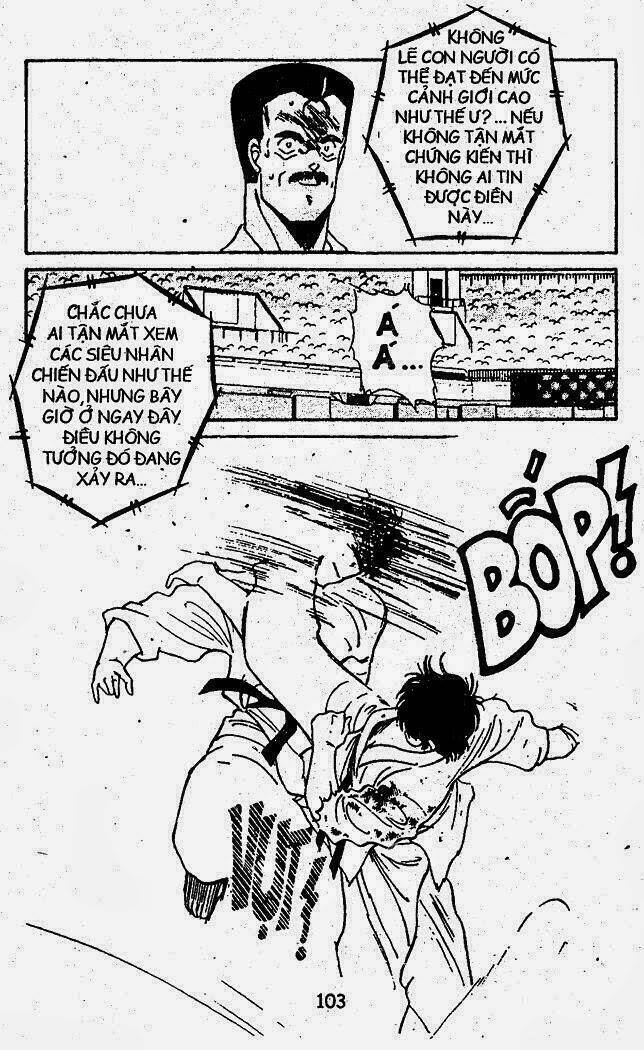 KHÔNG
LẼ CON NGƯỜI CÓ
THỂ ĐẠT ĐẾN MỨC
CẢNH GIỚI CAO
NHƯ THẾ Ư?... NẾU
KHÔNG TẬN MẮT
CHỨNG KIẾN THÌ
KHÔNG AI TIN
ĐƯỢC ĐIỀN
NÀY...
CHẮC CHƯA
AI TẬN MẮT XEM
CÁC SIÊU NHÂN
CHIẾN ĐẤU NHƯ THẾ
NÀO, NHƯNG BÂY
GIỜ Ở NGAY ĐÂY
ĐIỀU KHÔNG
TƯỞNG ĐÓ ĐANG
XẢY RA...
Á
Á...
BỐP!
VỤT!
103